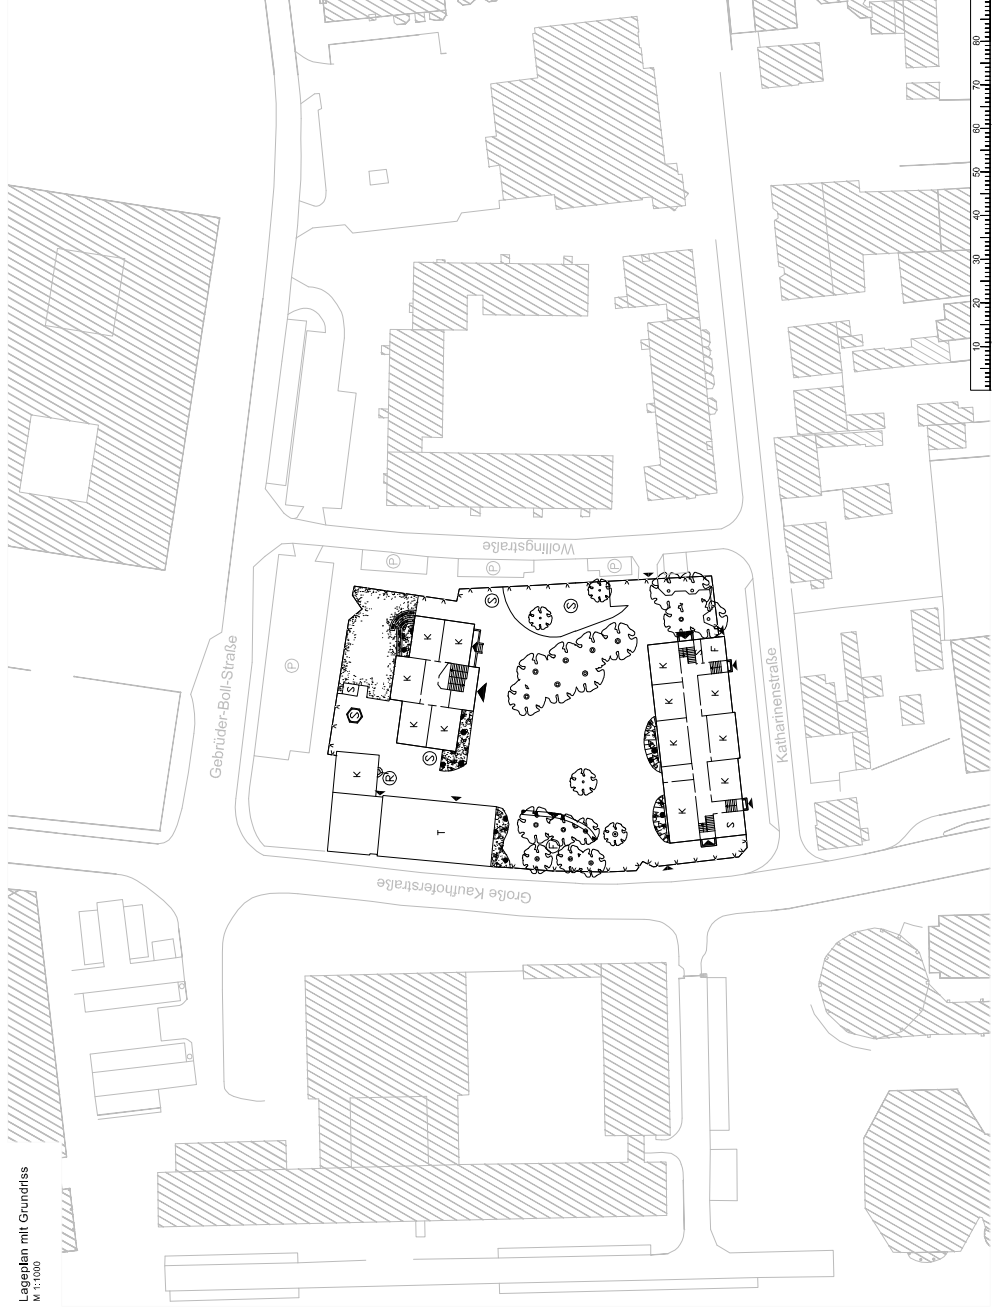 Lageplan mit Grundriss
M 1:1000
10 20 30 40 50 60 70 80
Gebrüder-Boll-Straße
Wollingstraße
Katharinenstraße
Große Kaufhoferstraße
P
P
P
P
S
S
K
K
K
K
K
S
S
S
R
K
T
F
K
K
K
K
F
K
K
K
S